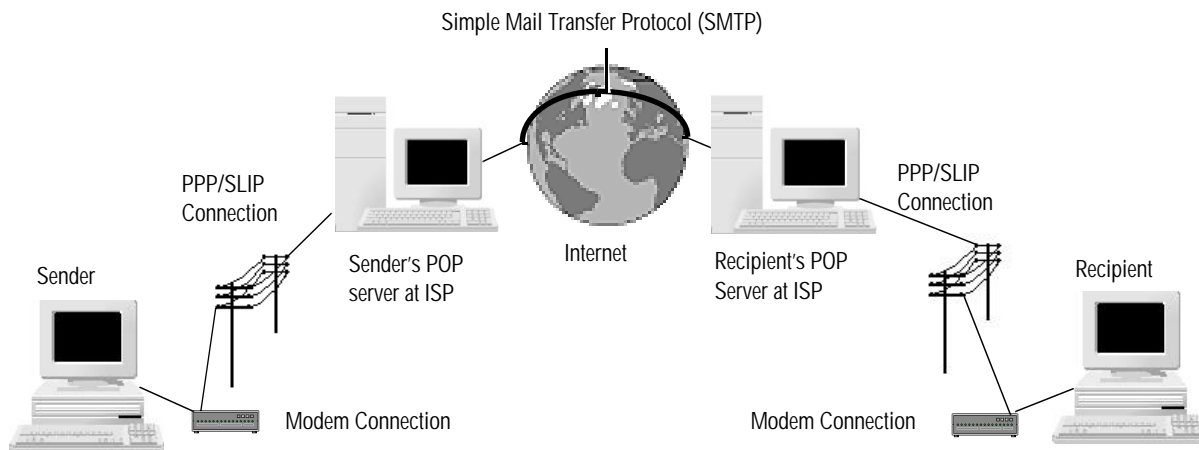 Simple Mail Transfer Protocol (SMTP)
PPP/SLIP
Connection
PPP/SLIP
Connection
Internet
Sender's POP
server at ISP
Recipient's POP
Server at ISP
Sender
Recipient
Modem Connection
Modem Connection